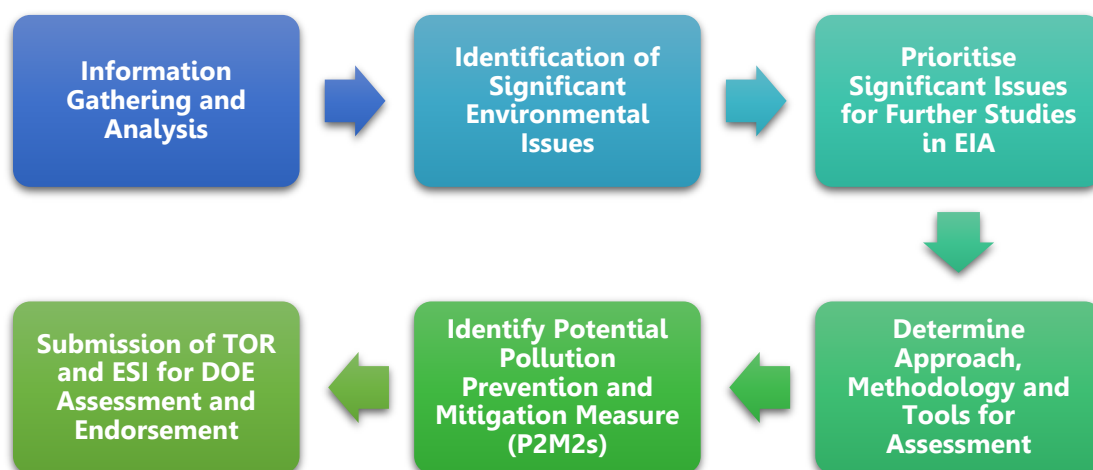 Information
Gathering and
Analysis
Identification of
Significant
Environmental
Issues
Prioritise
Significant Issues
for Further Studies
in EIA
Determine
Approach,
Methodology and
Tools for
Assessment
Identify Potential
Pollution
Prevention and
Mitigation Measure
(P2M2s)
Submission of TOR
and ESI for DOE
Assessment and
Endorsement